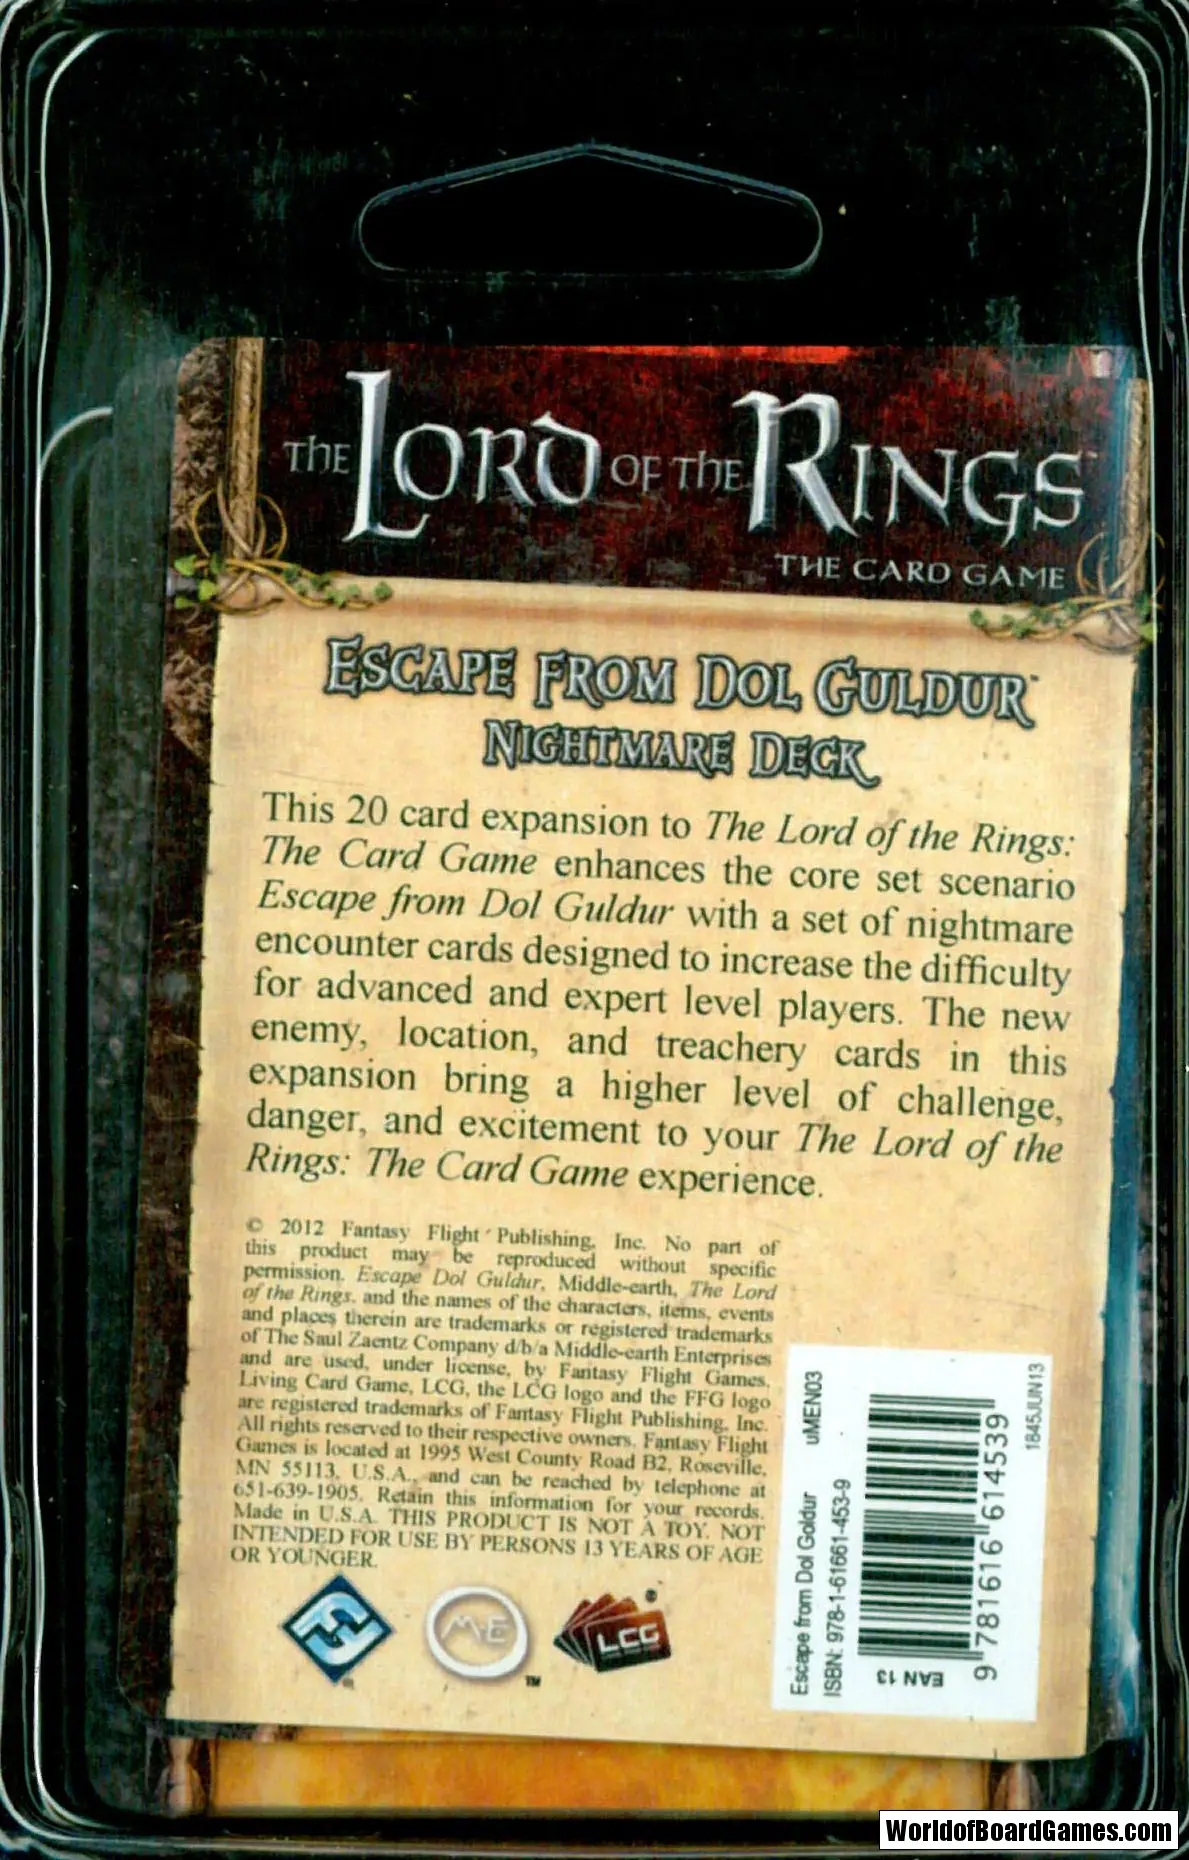 THE LORD OF THE RINGS
THE CARD GAME
ESCAPE FROM DOL GULDUR™
NIGHTMARE DECK
This 20 card expansion to The Lord of the Rings:
The Card Game enhances the core set scenario
Escape from Dol Guldur with a set of nightmare
encounter cards designed to increase the difficulty
for advanced and expert level players. The new
enemy, location, and treachery cards in this
expansion bring a higher level of challenge,
danger, and excitement to your The Lord of the
Rings: The Card Game experience.
© 2012 Fantasy Flight Publishing, Inc. No part of
this product may be reproduced without specific
permission. Escape Dol Guldur, Middle-earth, The Lord
of the Rings, and the names of the characters, items, events
and places therein are trademarks or registered trademarks
of The Saul Zaentz Company d/b/a Middle-earth Enterprises
and are used, under license, by Fantasy Flight Games.
Living Card Game, LCG, the LCG logo and the FFG logo
are registered trademarks of Fantasy Flight Publishing, Inc.
All rights reserved to their respective owners. Fantasy Flight
Games is located at 1995 West County Road B2, Roseville,
MN 55113, U.S.A., and can be reached by telephone at
651-639-1905. Retain this information for your records.
Made in U.S.A. THIS PRODUCT IS NOT A TOY. NOT
INTENDED FOR USE BY PERSONS 13 YEARS OF AGE
OR YOUNGER.
M-E ™
LCG ®
Escape from Dol Goldur uMEN03
ISBN: 978-1-61661-453-9
EAN 13
9 781616 614539
1845JUN13
WorldofBoardGames.com